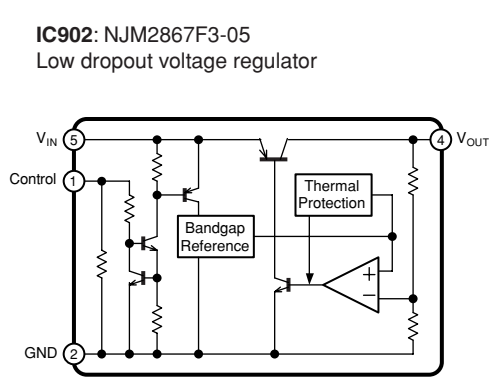 IC902: NJM2867F3-05
Low dropout voltage regulator
VIN 5
4 VOUT
Control 1
Thermal
Protection
Bandgap
Reference
+
−
GND 2